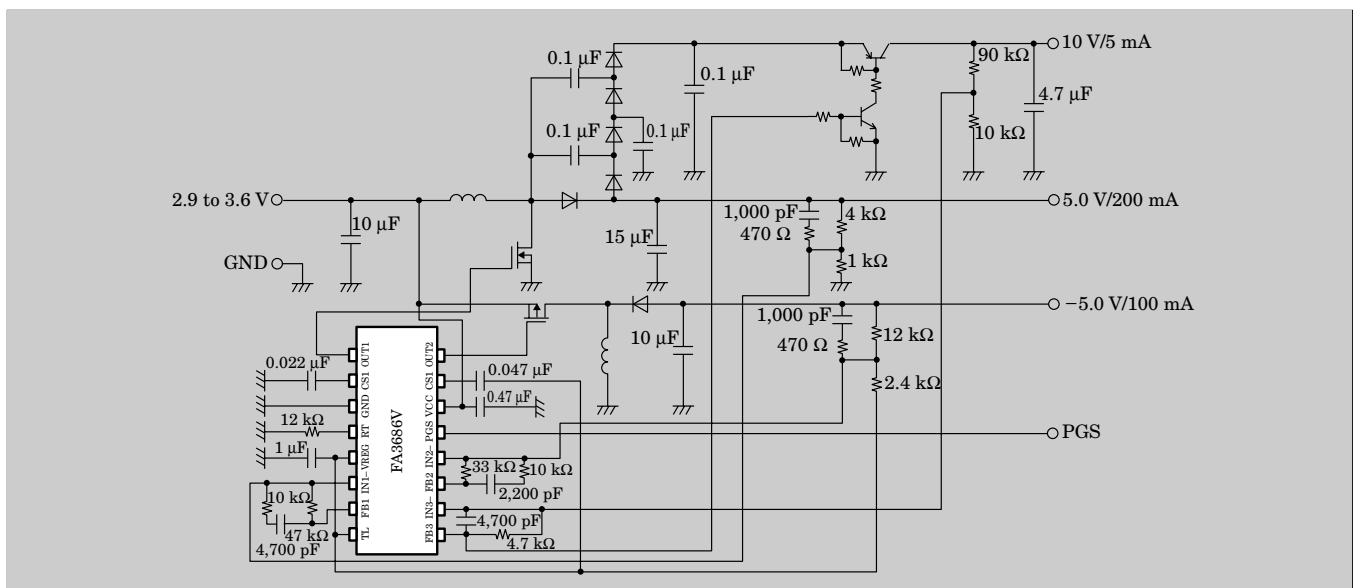 10 V/5 mA
0.1 μF
0.1 μF
90 kΩ
4.7 μF
10 kΩ
0.1 μF
0.1 μF
2.9 to 3.6 V
5.0 V/200 mA
10 μF
15 μF
1,000 pF
470 Ω
4 kΩ
1 kΩ
GND
−5.0 V/100 mA
1,000 pF
470 Ω
12 kΩ
10 μF
2.4 kΩ
0.022 μF
0.047 μF
0.47 μF
12 kΩ
1 μF
PGS
FA3686V
OUT1
CS1
GND
RT
VREG
IN1−
FB1
TL
OUT2
CS1
VCC
PGS
IN2−
FB2
IN3−
FB3
33 kΩ
10 kΩ
2,200 pF
10 kΩ
47 kΩ
4,700 pF
4,700 pF
4.7 kΩ